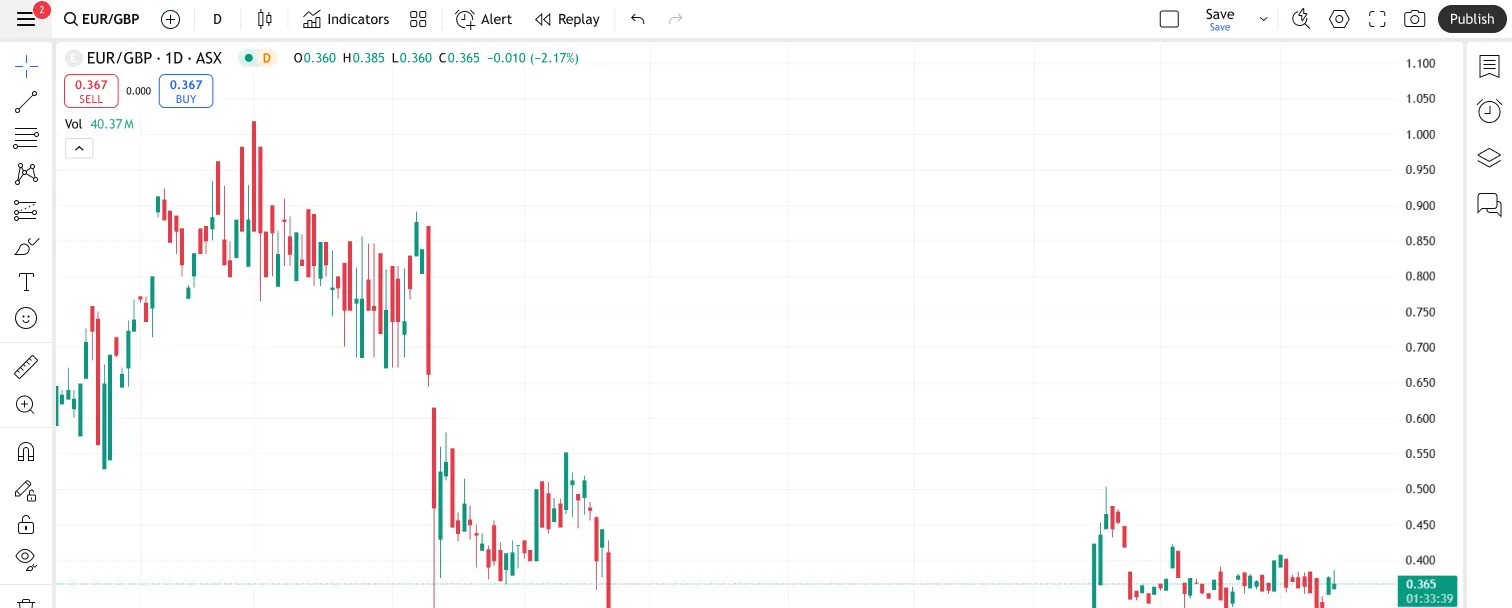 2
EUR/GBP
D
Indicators
Alert
Replay
Save
Save
Publish
E EUR/GBP · 1D · ASX D O0.360 H0.385 L0.360 C0.365 −0.010 (−2.17%)
0.367
SELL
0.000
0.367
BUY
Vol 40.37 M
T
1.100
1.050
1.000
0.950
0.900
0.850
0.800
0.750
0.700
0.650
0.600
0.550
0.500
0.450
0.400
0.365
01:33:39